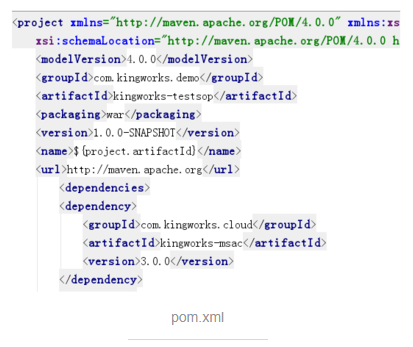 <project xmlns="http://maven.apache.org/POM/4.0.0" xmlns:xs
xsi:schemaLocation="http://maven.apache.org/POM/4.0.0 h
<modelVersion>4.0.0</modelVersion>
<groupId>com.kingworks.demo</groupId>
<artifactId>kingworks-testsop</artifactId>
<packaging>war</packaging>
<version>1.0.0-SNAPSHOT</version>
<name>${project.artifactId}</name>
<url>http://maven.apache.org</url>
<dependencies>
<dependency>
<groupId>com.kingworks.cloud</groupId>
<artifactId>kingworks-msac</artifactId>
<version>3.0.0</version>
</dependency>
pom.xml